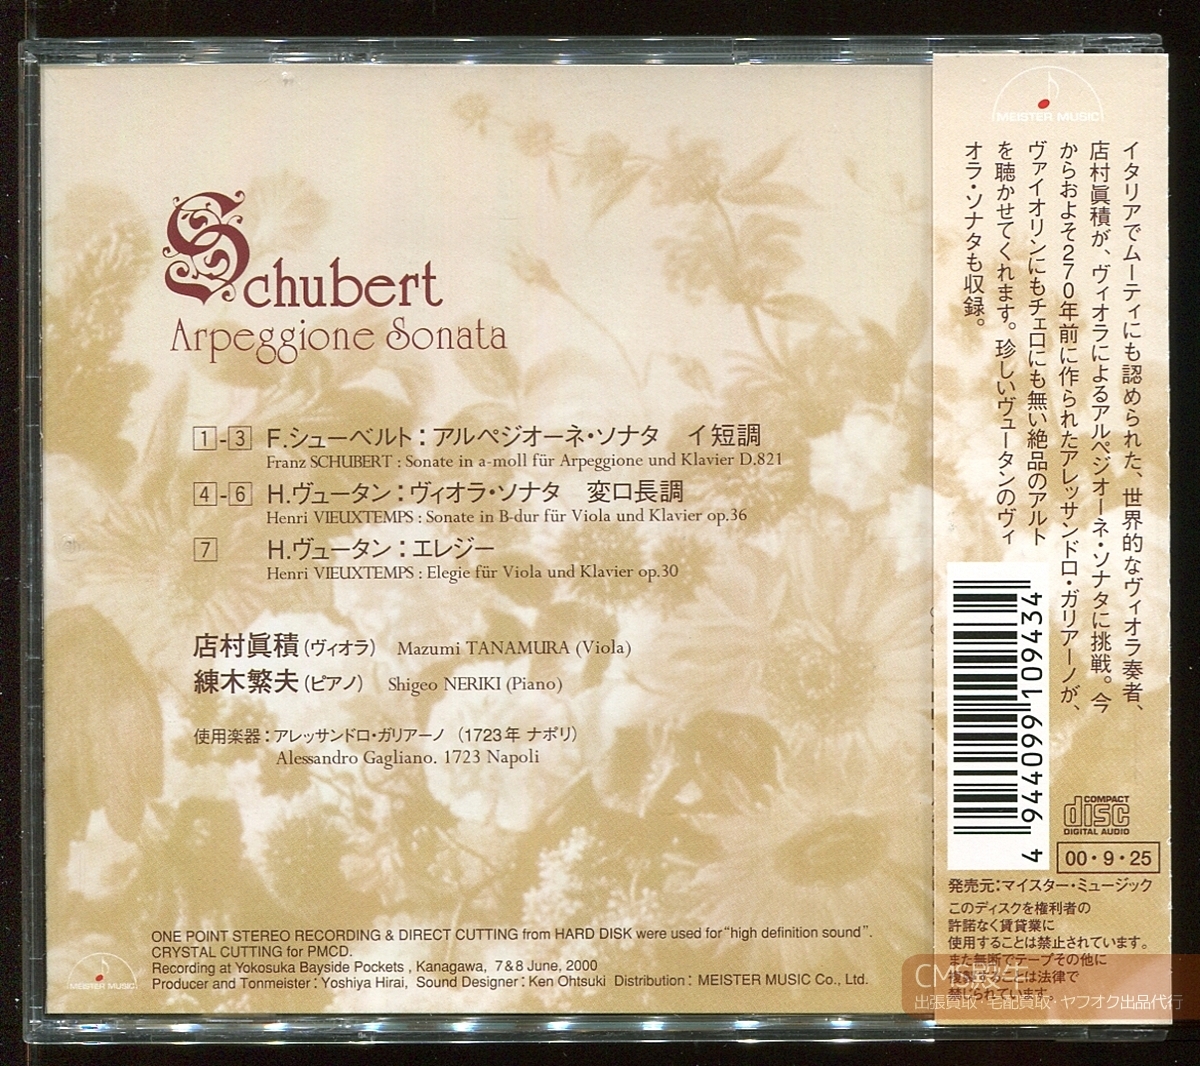 Schubert
Arpeggione Sonata
1-3 F.シューベルト:アルペジオーネ・ソナタ イ短調
Franz SCHUBERT : Sonate in a-moll für Arpeggione und Klavier D.821
4-6 H.ヴュータン:ヴィオラ・ソナタ 変ロ長調
Henri VIEUXTEMPS : Sonate in B-dur für Viola und Klavier op.36
7 H.ヴュータン:エレジー
Henri VIEUXTEMPS : Elegie für Viola und Klavier op.30
店村眞積(ヴィオラ) Mazumi TANAMURA (Viola)
練木繁夫(ピアノ) Shigeo NERIKI (Piano)
使用楽器:アレッサンドロ・ガリアーノ (1723年 ナポリ)
Alessandro Gagliano. 1723 Napoli
ONE POINT STEREO RECORDING & DIRECT CUTTING from HARD DISK were used for "high definition sound".
CRYSTAL CUTTING for PMCD.
Recording at Yokosuka Bayside Pockets , Kanagawa, 7&8 June, 2000
Producer and Tonmeister : Yoshiya Hirai, Sound Designer : Ken Ohtsuki Distribution : MEISTER MUSIC Co., Ltd.
MEISTER MUSIC
MEISTER MUSIC
イタリアでムーティにも認められた、世界的なヴィオラ奏者、
店村眞積が、ヴィオラによるアルペジオーネ・ソナタに挑戦。今
からおよそ270年前に作られたアレッサンドロ・ガリアーノが、
ヴァイオリンにもチェロにも無い絶品のアルト
を聴かせてくれます。珍しいヴュータンのヴィ
オラ・ソナタも収録。
4 944099 109434
COMPACT
disc
DIGITAL AUDIO
00・9・25
発売元:マイスター・ミュージック
このディスクを権利者の
許諾なく賃貸業に
使用することは禁止されています。
また無断でテープその他に
複製することは法律で
禁じられています。
出張買取・宅配買取・ヤフオク出品代行